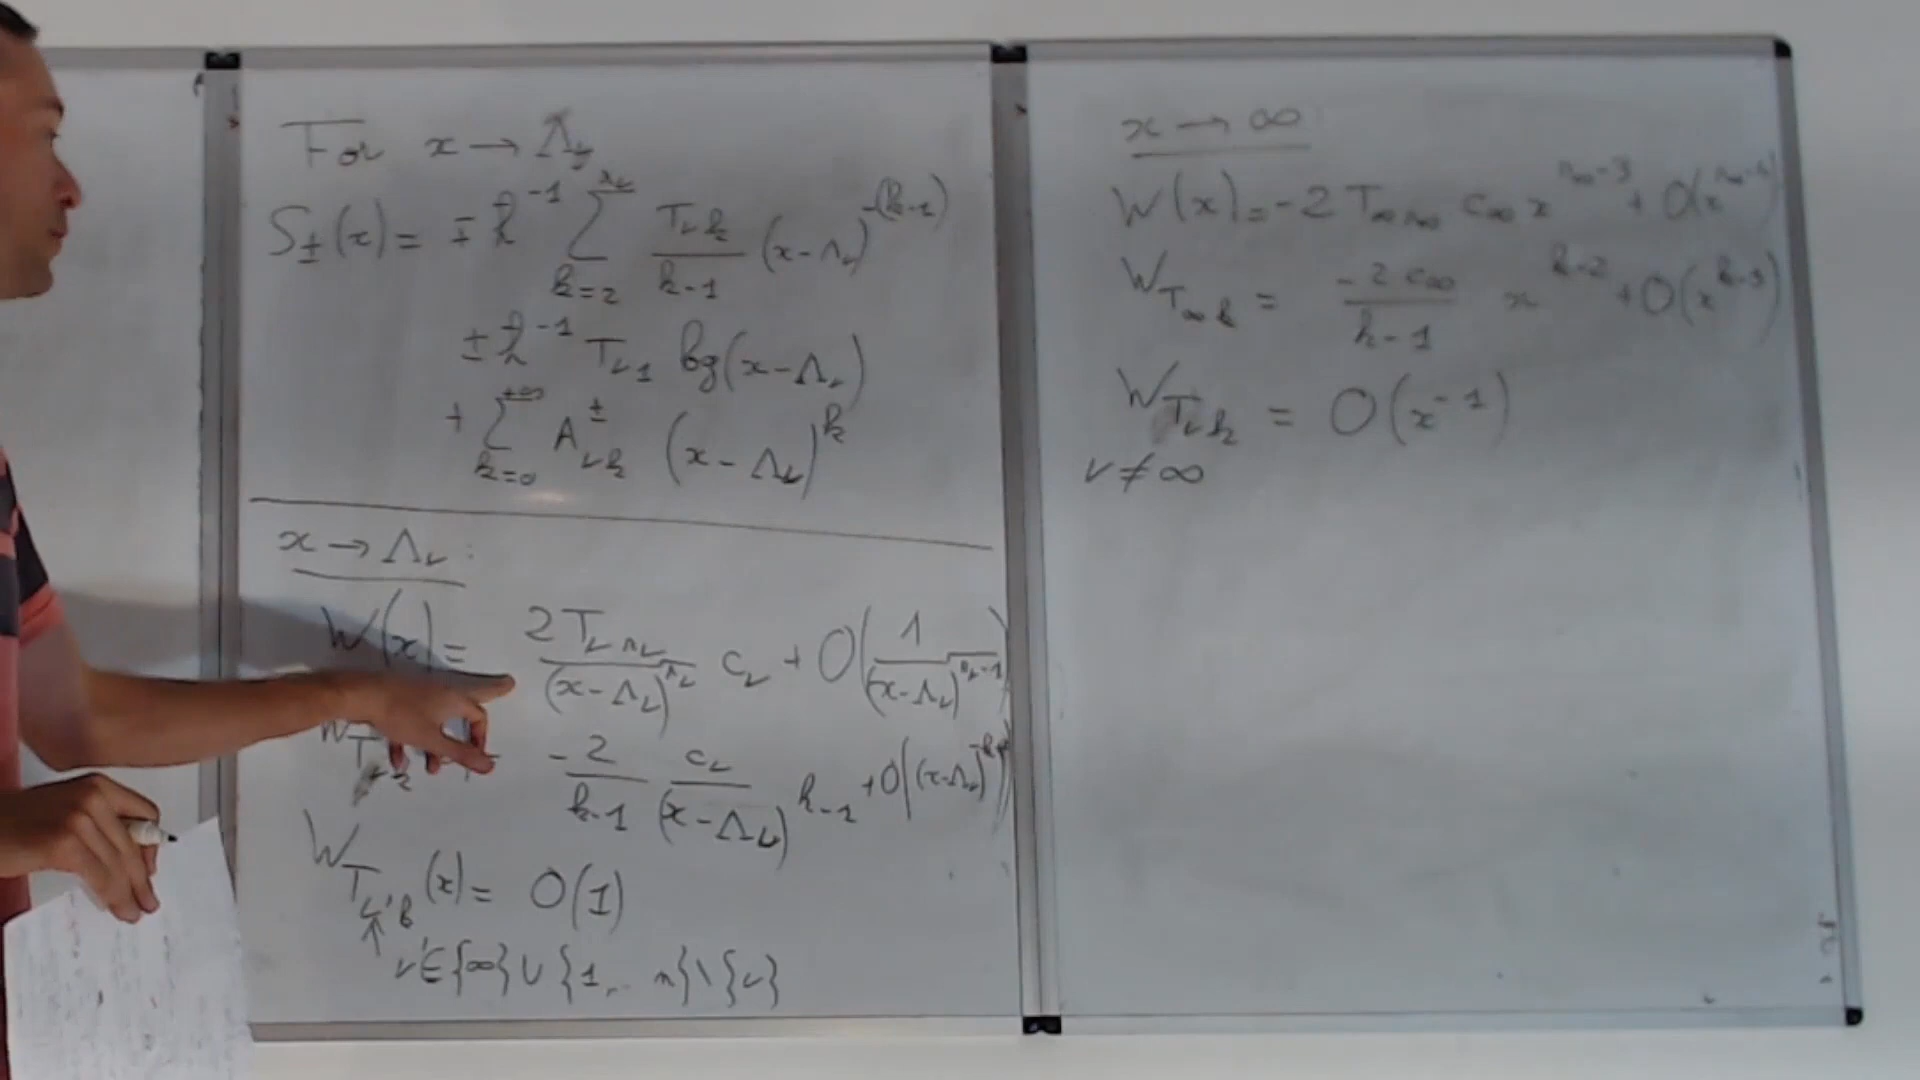 For x → Λ_ν
S_±(x) = ∓ ħ^{-1} Σ_{k=2}^{r_ν} T_{νk}/(k-1) (x-Λ_ν)^{-(k-1)}
± ħ^{-1} T_{ν1} log(x-Λ_ν)
+ Σ_{k=0}^{+∞} A^±_{νk} (x-Λ_ν)^k
x → Λ_ν :
W(x) = 2T_{νr_ν}/(x-Λ_ν)^{r_ν} c_ν + O(1/(x-Λ_ν)^{r_ν-1})
-2/(k-1) c_ν/(x-Λ_ν)^{k-1} + O((x-Λ_ν)
W_{T_{ν'k}}(x) = O(1)
ν' ∈ {∞} ∪ {1,.. n} \ {ν}
x → ∞
W(x) = -2 T_{∞r_∞} c_∞ x^{r_∞-3} + O(x
W_{T_{∞k}} = -2c_∞/(k-1) x^{k-2} + O(x^{k-3})
W_{T_{νk}} = O(x^{-1})
ν ≠ ∞